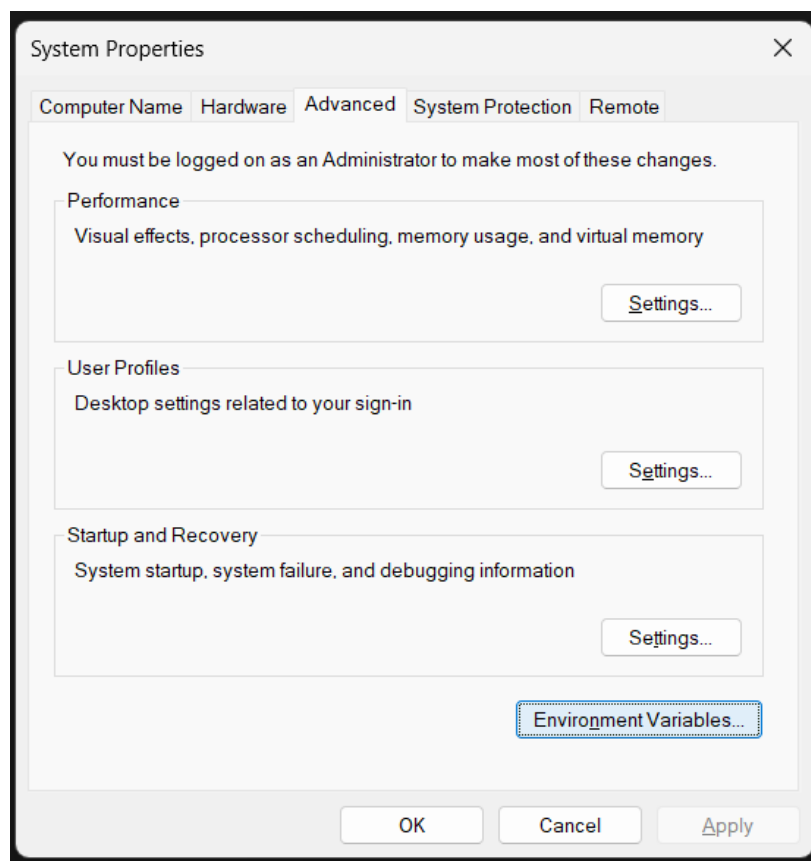 System Properties
Computer Name Hardware Advanced System Protection Remote
You must be logged on as an Administrator to make most of these changes.
Performance
Visual effects, processor scheduling, memory usage, and virtual memory
Settings...
User Profiles
Desktop settings related to your sign-in
Settings...
Startup and Recovery
System startup, system failure, and debugging information
Settings...
Environment Variables...
OK Cancel Apply